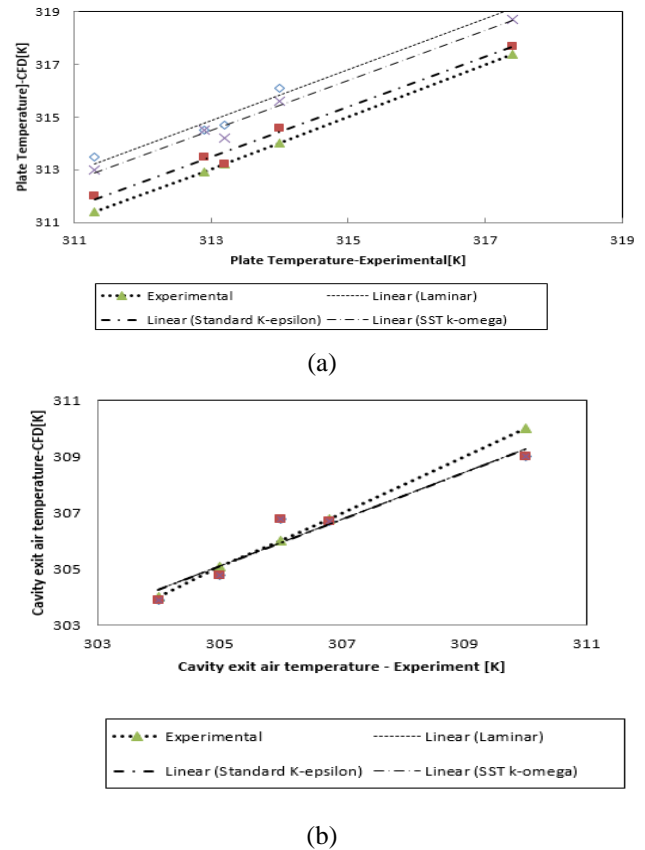 319
317
315
313
311
Plate Temperature]-CFD[K]
311 313 315 317 319
Plate Temperature-Experimental[K]
Experimental Linear (Laminar)
Linear (Standard K-epsilon) Linear (SST k-omega)
(a)
311
309
307
305
303
Cavity exit air temperature-CFD[K]
303 305 307 309 311
Cavity exit air temperature - Experiment [K]
Experimental Linear (Laminar)
Linear (Standard K-epsilon) Linear (SST k-omega)
(b)